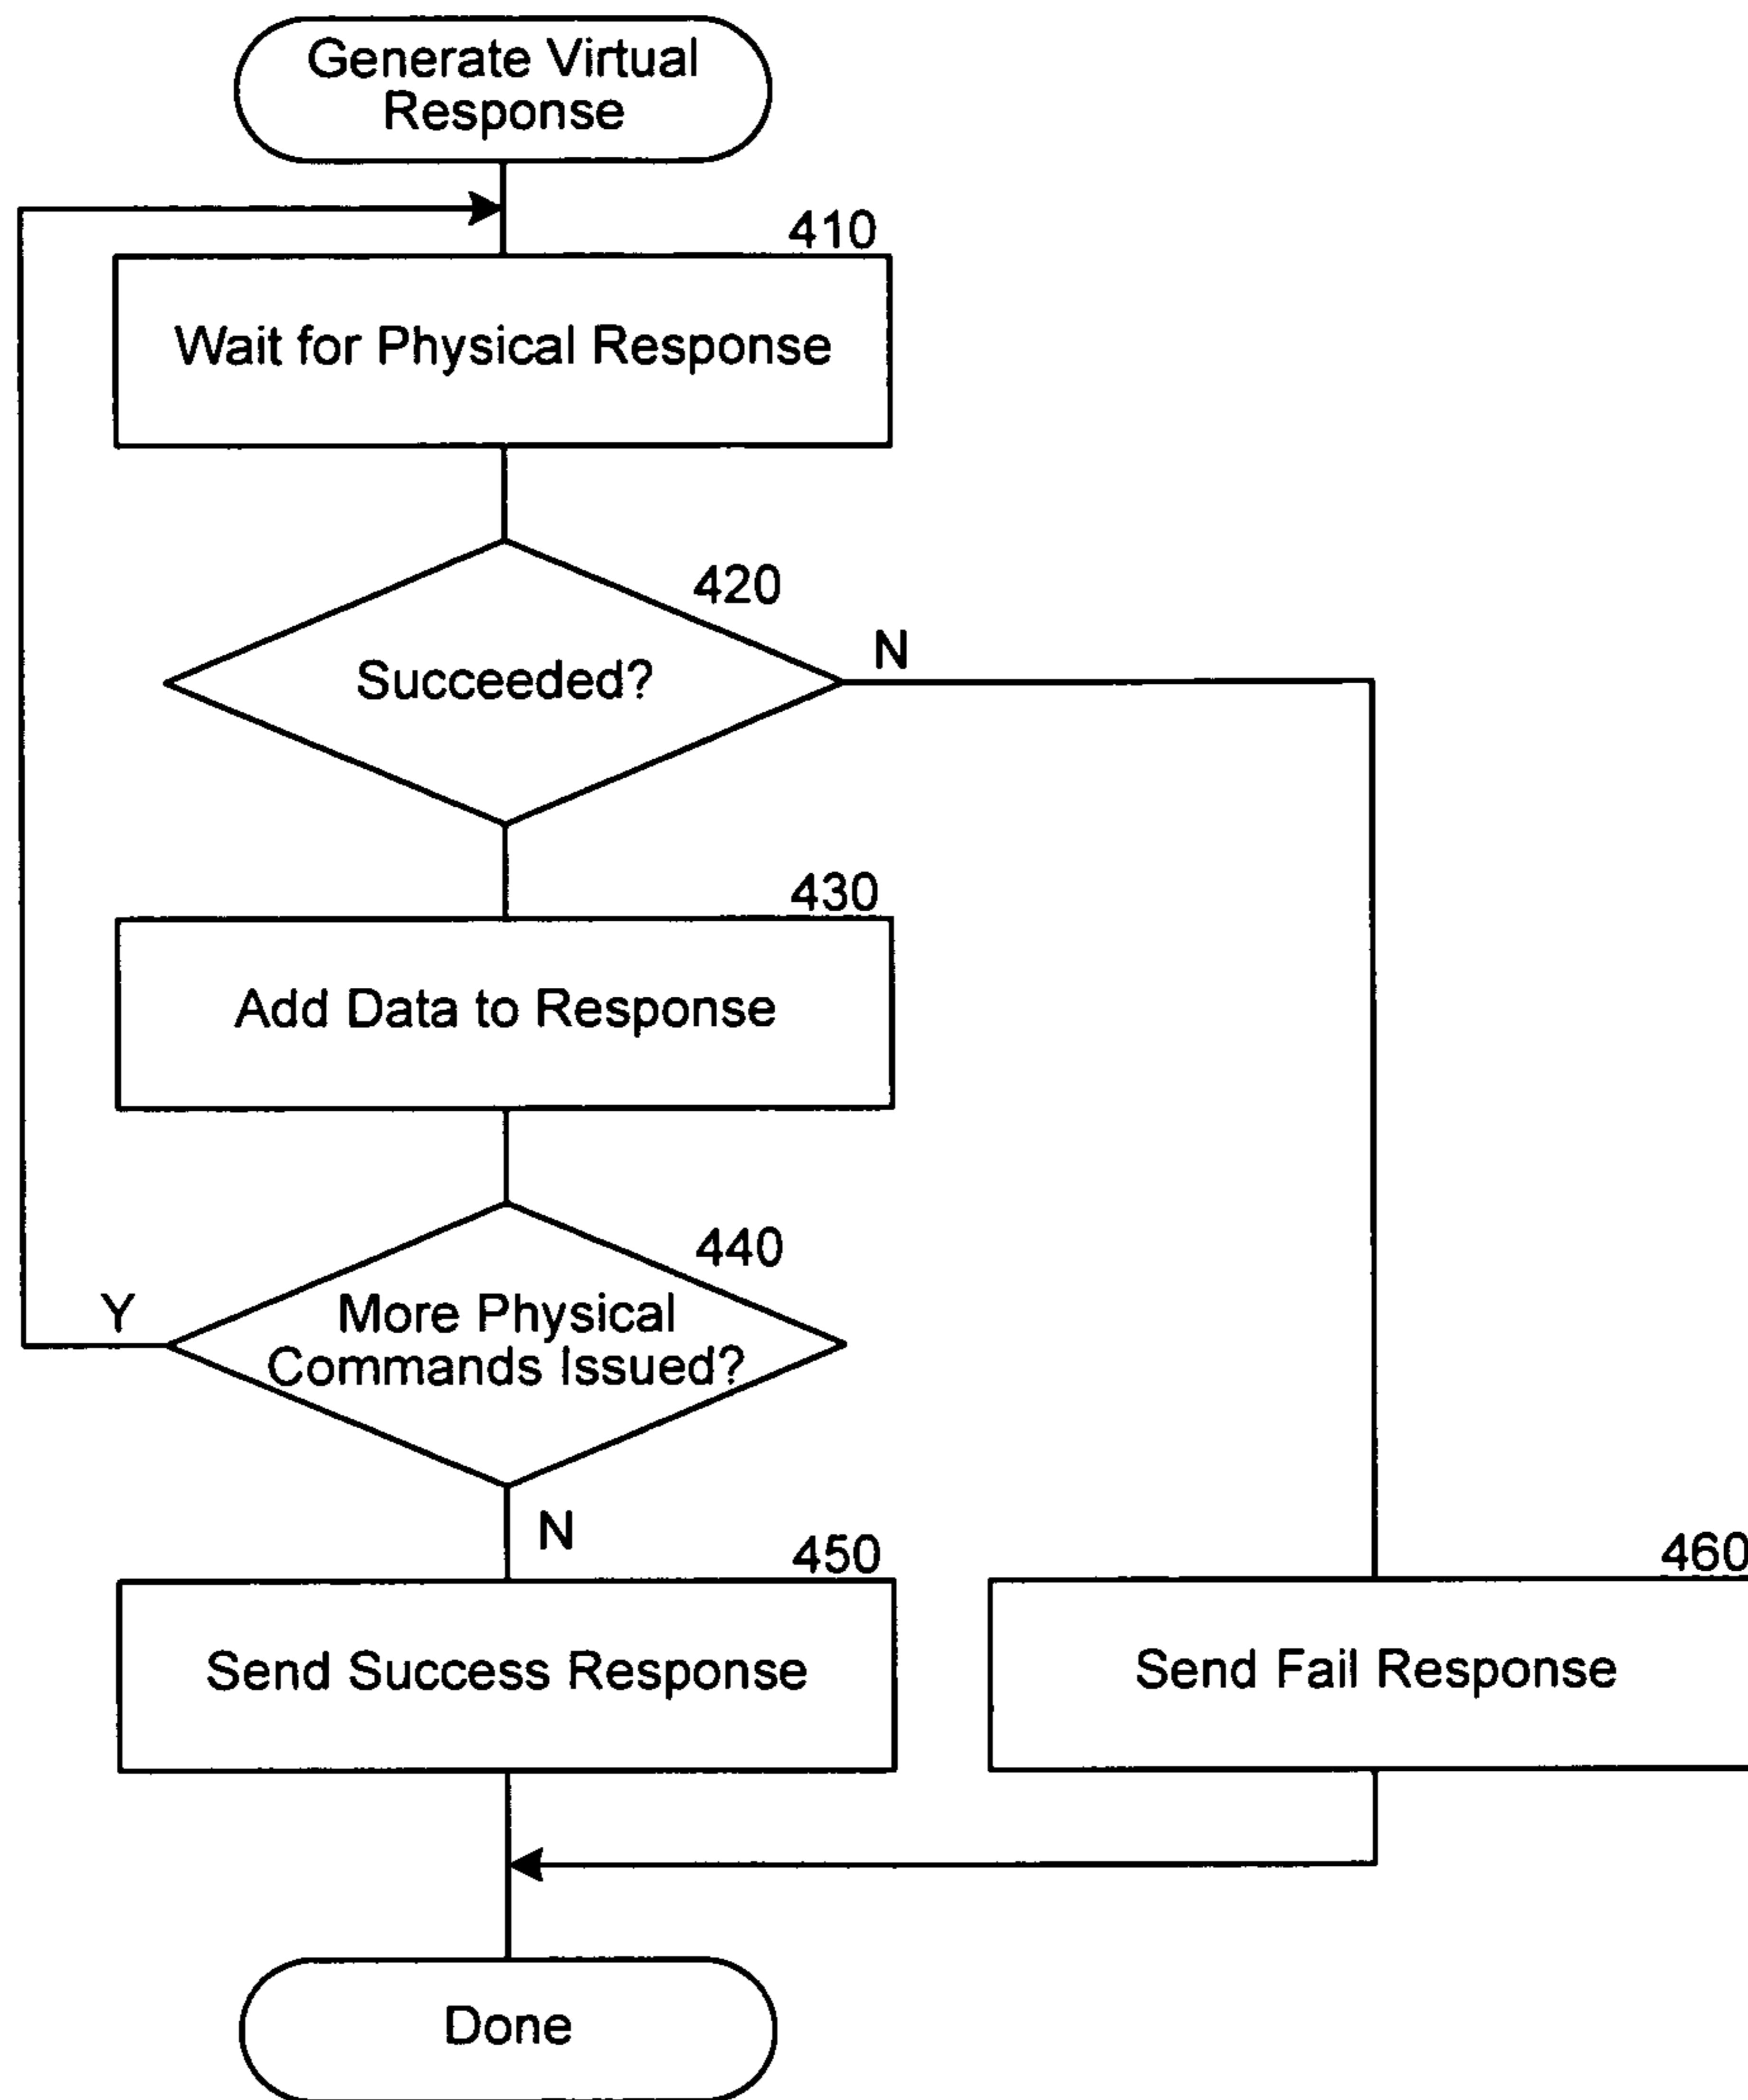 Generate Virtual
Response
410
Wait for Physical Response
420
N
Succeeded?
430
Add Data to Response
440
Y
More Physical
Commands Issued?
N
450
460
Send Success Response
Send Fail Response
Done